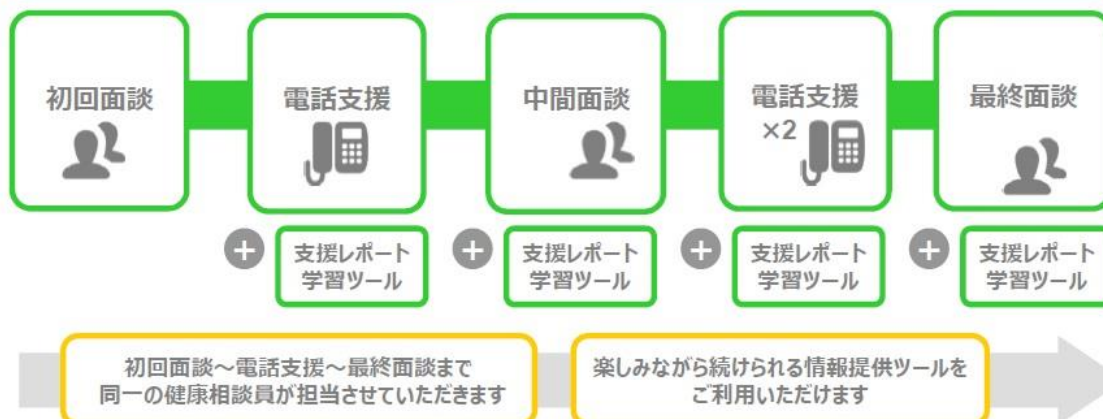 初回面談
電話支援
中間面談
電話支援
×2
最終面談
支援レポート
学習ツール
支援レポート
学習ツール
支援レポート
学習ツール
支援レポート
学習ツール
初回面談～電話支援～最終面談まで
同一の健康相談員が担当させていただきます
楽しみながら続けられる情報提供ツールを
ご利用いただけます